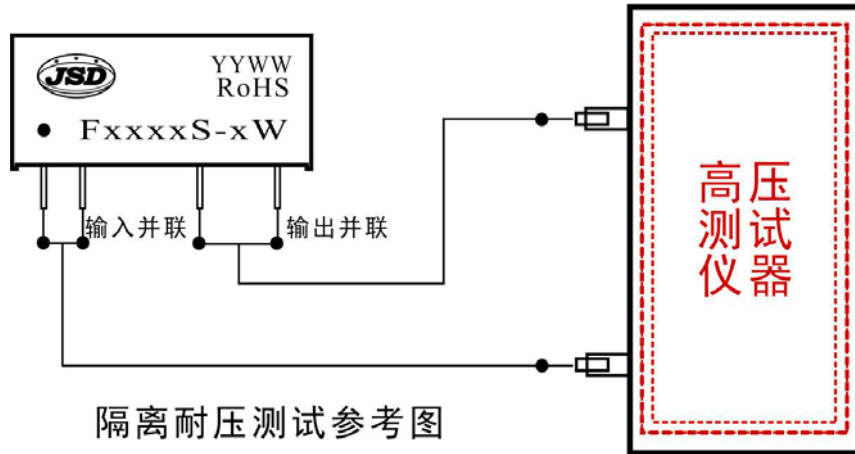 JSD
YYWW
RoHS
FxxxxS-xW
输入并联
输出并联
高压
测试
仪器
隔离耐压测试参考图